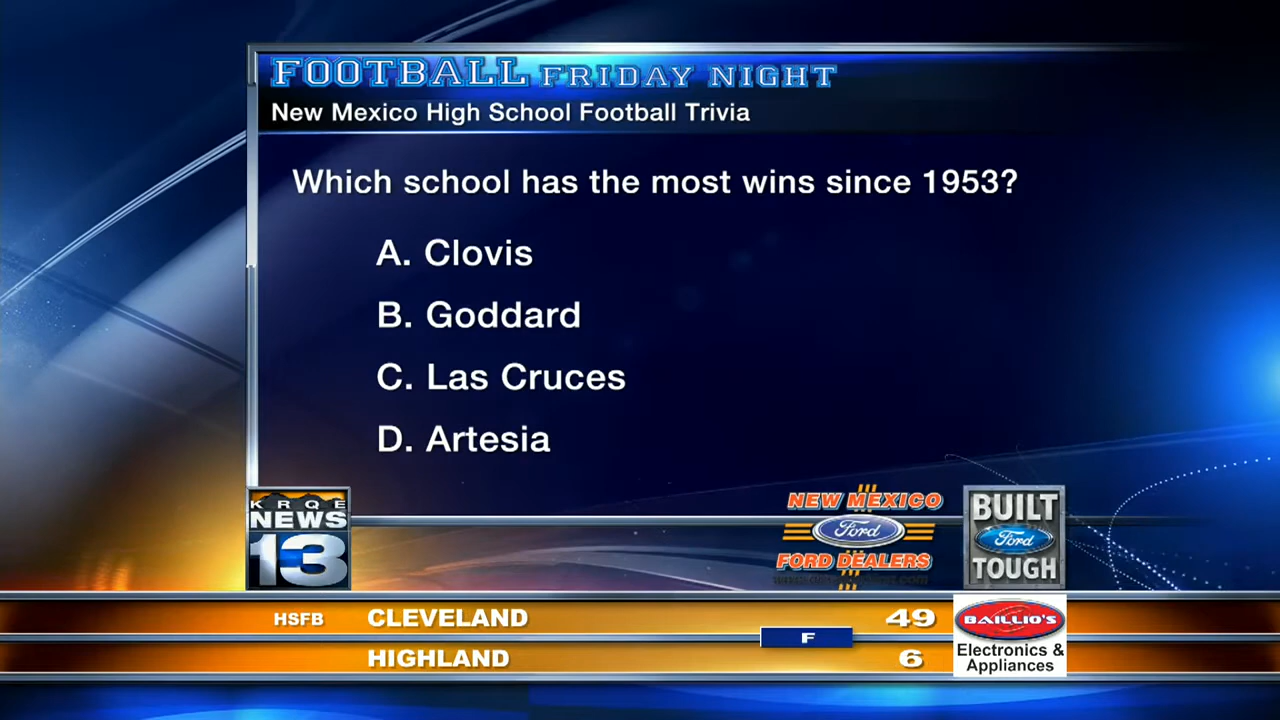 FOOTBALL FRIDAY NIGHT
New Mexico High School Football Trivia
Which school has the most wins since 1953?
A. Clovis
B. Goddard
C. Las Cruces
D. Artesia
KRQE
NEWS
13
NEW MEXICO
Ford
FORD DEALERS
BUILT
Ford
TOUGH
HSFB CLEVELAND 49
F
HIGHLAND 6
BAILLIO'S
Electronics &
Appliances